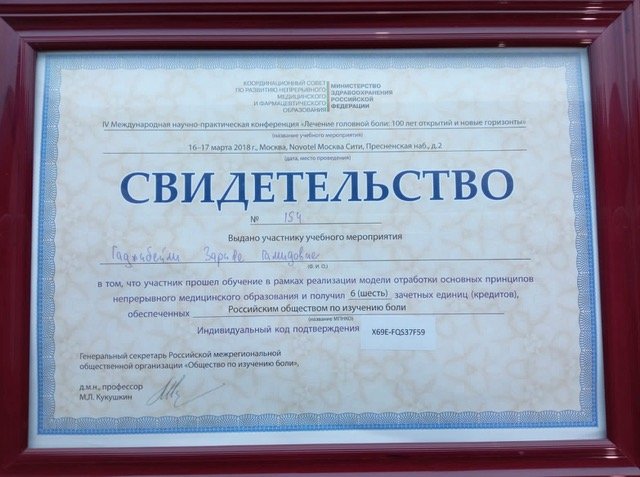 КООРДИНАЦИОННЫЙ СОВЕТ
ПО РАЗВИТИЮ НЕПРЕРЫВНОГО
МЕДИЦИНСКОГО
И ФАРМАЦЕВТИЧЕСКОГО
ОБРАЗОВАНИЯ
МИНИСТЕРСТВО
ЗДРАВООХРАНЕНИЯ
РОССИЙСКОЙ
ФЕДЕРАЦИИ
IV Международная научно-практическая конференция «Лечение головной боли: 100 лет открытий и новые горизонты»
(название учебного мероприятия)
16–17 марта 2018 г., Москва, Novotel Москва Сити, Пресненская наб., д.2
(дата, место проведения)
СВИДЕТЕЛЬСТВО
№ 154
Выдано участнику учебного мероприятия
Гаджибейли Зарифе
(Ф. И. О.)
в том, что участник прошел обучение в рамках реализации модели отработки основных принципов
непрерывного медицинского образования и получил 6 (шесть) зачетных единиц (кредитов),
обеспеченных Российским обществом по изучению боли
(название МПНКО)
Индивидуальный код подтверждения X69E-FQS37F59
Генеральный секретарь Российской межрегиональной
общественной организации «Общество по изучению боли»,
д.м.н., профессор
М.Л. Кукушкин